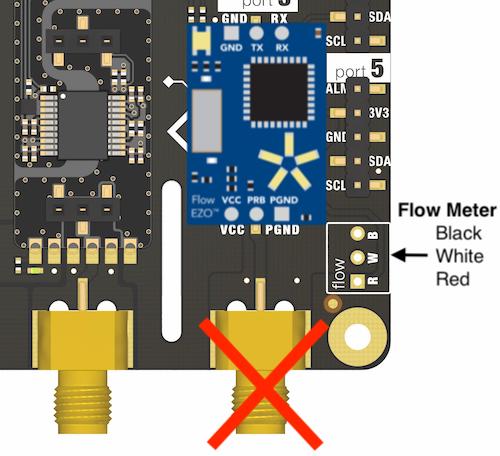 port 5
GND RX
SDA
SCL
GND TX RX
port 5
ALM
3V3
GND
SDA
SCL
Flow
EZO™
VCC PRB PGND
VCC PGND
flow
B
W
R
Flow Meter
Black
White
Red